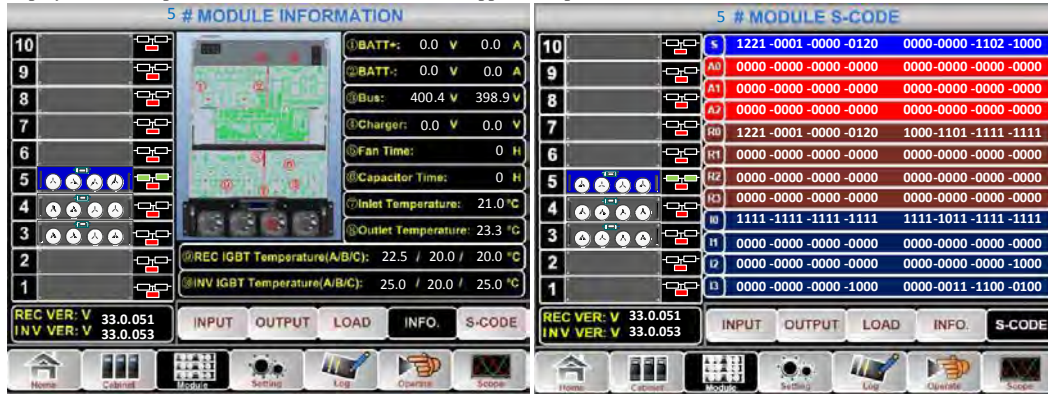 5 # MODULE INFORMATION
10
9
8
7
6
5
4
3
2
1
①BATT+: 0.0 V 0.0 A
②BATT-: 0.0 V 0.0 A
③Bus: 400.4 V 398.9 V
④Charger: 0.0 V 0.0 V
⑤Fan Time: 0 H
⑥Capacitor Time: 0 H
⑦Inlet Temperature: 21.0 °C
⑧Outlet Temperature: 23.3 °C
⑨REC IGBT Temperature(A/B/C): 22.5 / 20.0 / 20.0 °C
⑩INV IGBT Temperature(A/B/C): 25.0 / 20.0 / 25.0 °C
REC VER: V 33.0.051
INV VER: V 33.0.053
INPUT OUTPUT LOAD INFO. S-CODE
Home Cabinet Module Setting Log Operate Scope
5 # MODULE S-CODE
10
9
8
7
6
5
4
3
2
1
S 1221 -0001 -0000 -0120 0000-0000 -1102 -1000
A0 0000 -0000 -0000 -0000 0000 -0000 -0000 -0000
A1 0000 -0000 -0000 -0000 0000 -0000 -0000 -0000
A2 0000 -0000 -0000 -0000 0000 -0000 -0000 -0000
R0 1221 -0001 -0000 -0120 1000-1101 -1111 -1111
R1 0000 -0000 -0000 -0000 0000 -0000 -0000 -0000
R2 0000 -0000 -0000 -0000 0000 -0000 -0000 -0000
R3 0000 -0000 -0000 -0000 0000 -0000 -0000 -0000
I0 1111 -1111 -1111 -1111 1111-1011 -1111 -1111
I1 0000 -0000 -0000 -0000 0000 -0000 -0000 -0000
I2 0000 -0000 -0000 -0000 0000 -0000 -0000 -1000
I3 0000 -0000 -0000 -1000 0000-0011 -1100 -0100
REC VER: V 33.0.051
INV VER: V 33.0.053
INPUT OUTPUT LOAD INFO. S-CODE
Home Cabinet Module Setting Log Operate Scope